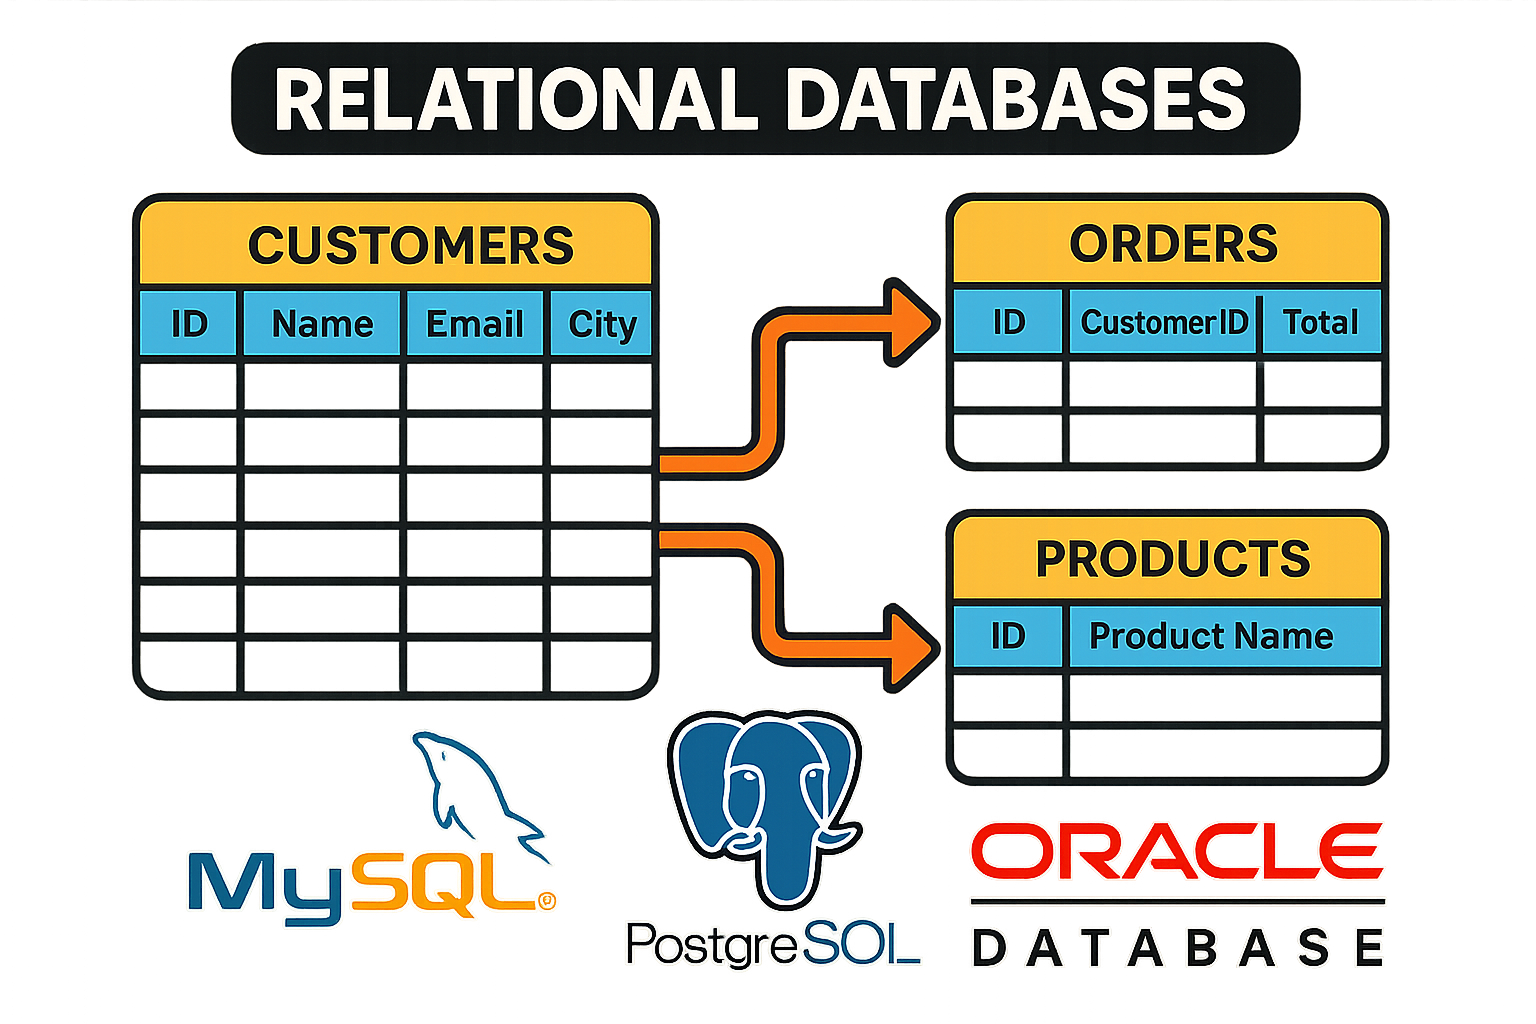 RELATIONAL DATABASES
CUSTOMERS
ID Name Email City
ORDERS
ID CustomerID Total
PRODUCTS
ID Product Name
MySQL®
PostgreSOL
ORACLE
DATABASE